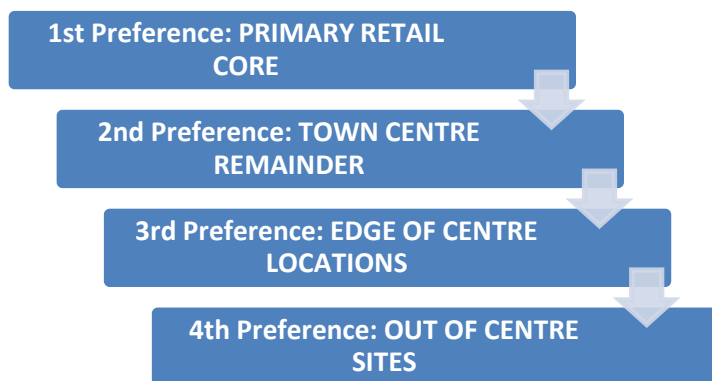 1st Preference: PRIMARY RETAIL
CORE
2nd Preference: TOWN CENTRE
REMAINDER
3rd Preference: EDGE OF CENTRE
LOCATIONS
4th Preference: OUT OF CENTRE
SITES